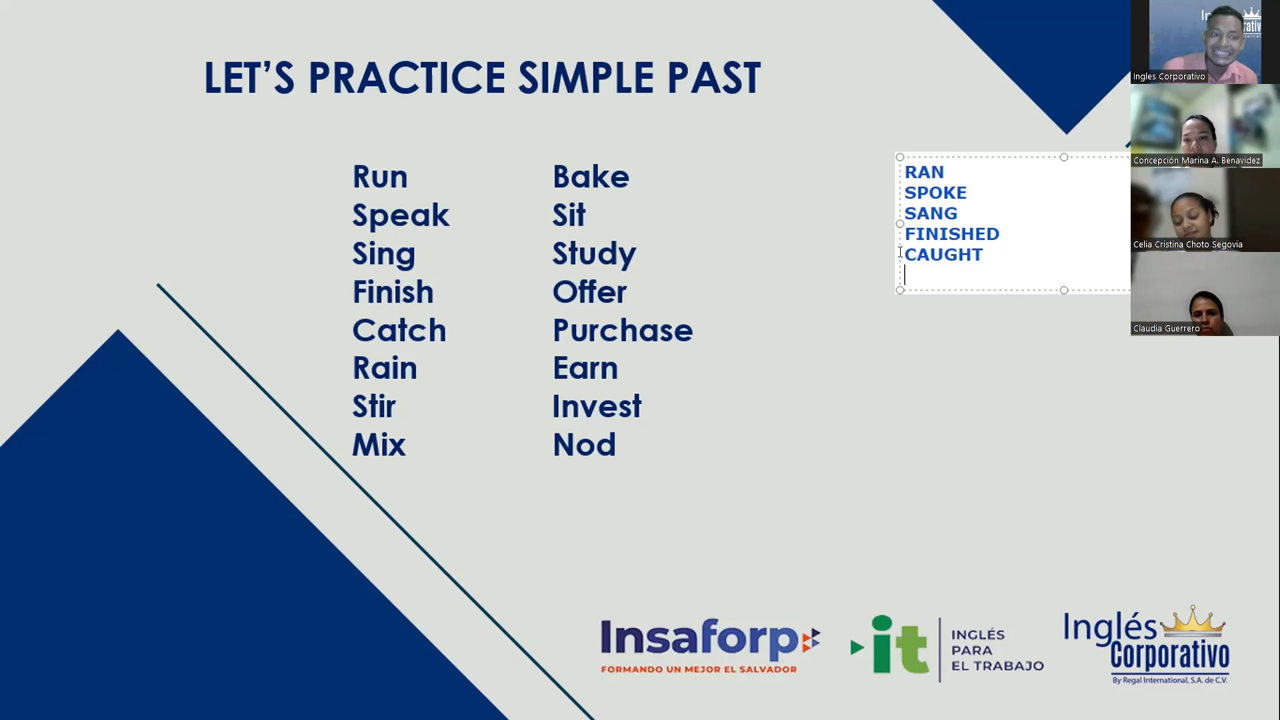 LET'S PRACTICE SIMPLE PAST
Run
Speak
Sing
Finish
Catch
Rain
Stir
Mix
Bake
Sit
Study
Offer
Purchase
Earn
Invest
Nod
RAN
SPOKE
SANG
FINISHED
CAUGHT
Ingles Corporativo
Concepción Marina A. Benavidez
Celia Cristina Choto Segovia
Claudia Guerrero
Insaforp
FORMANDO UN MEJOR EL SALVADOR
it
INGLÉS
PARA
EL TRABAJO
Inglés
Corporativo
By Regal International, S.A. de C.V.